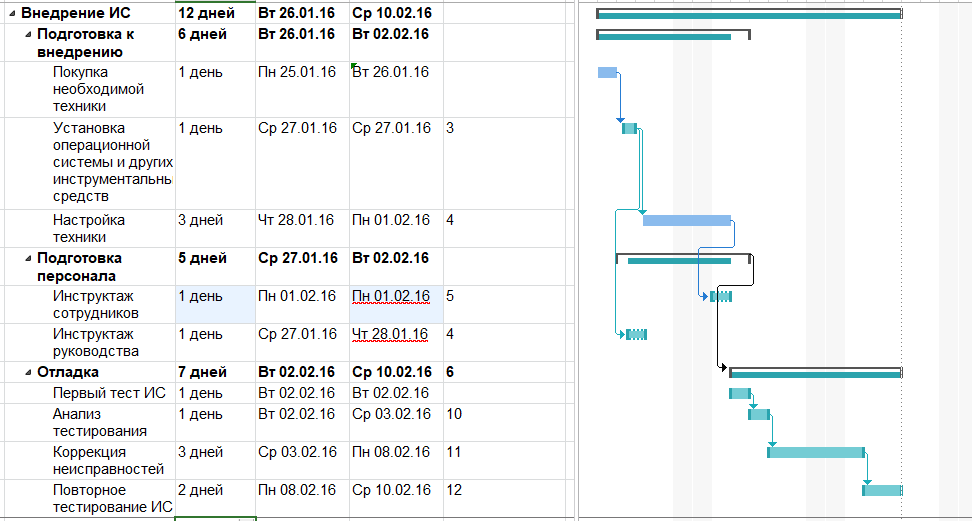 Внедрение ИС 12 дней Вт 26.01.16 Ср 10.02.16
Подготовка к 6 дней Вт 26.01.16 Вт 02.02.16
внедрению
Покупка 1 день Пн 25.01.16 Вт 26.01.16
необходимой
техники
Установка 1 день Ср 27.01.16 Ср 27.01.16 3
операционной
системы и других
инструментальны
средств
Настройка 3 дней Чт 28.01.16 Пн 01.02.16 4
техники
Подготовка 5 дней Ср 27.01.16 Вт 02.02.16
персонала
Инструктаж 1 день Пн 01.02.16 Пн 01.02.16 5
сотрудников
Инструктаж 1 день Ср 27.01.16 Чт 28.01.16 4
руководства
Отладка 7 дней Вт 02.02.16 Ср 10.02.16 6
Первый тест ИС 1 день Вт 02.02.16 Вт 02.02.16
Анализ 1 день Вт 02.02.16 Ср 03.02.16 10
тестирования
Коррекция 3 дней Ср 03.02.16 Пн 08.02.16 11
неисправностей
Повторное 2 дней Пн 08.02.16 Ср 10.02.16 12
тестирование ИС